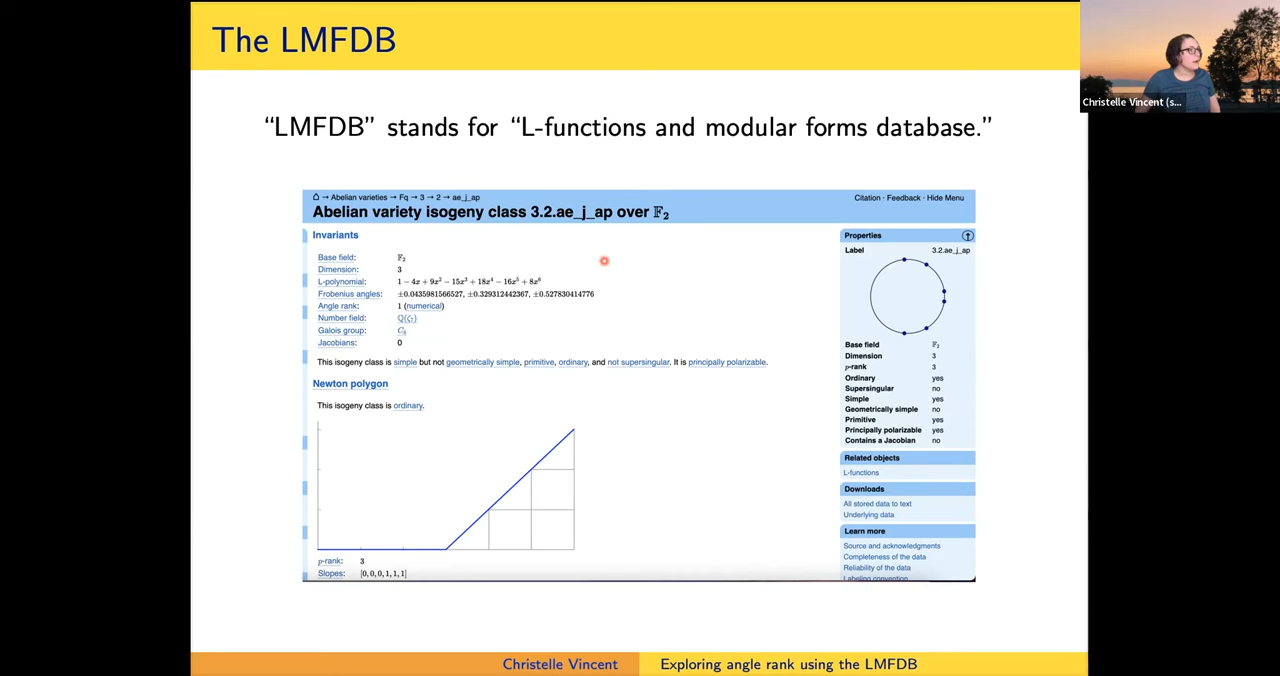 The LMFDB
“LMFDB” stands for “L-functions and modular forms database.”
Christelle Vincent (s...
⌂ → Abelian varieties → Fq → 3 → 2 → ae_j_ap
Citation · Feedback · Hide Menu
Abelian variety isogeny class 3.2.ae_j_ap over 𝔽₂
Invariants
Base field: 𝔽₂
Dimension: 3
L-polynomial: 1 − 4x + 9x² − 15x³ + 18x⁴ − 16x⁵ + 8x⁶
Frobenius angles: ±0.0435981566527, ±0.329312442367, ±0.527830414776
Angle rank: 1 (numerical)
Number field: ℚ(ζ₇)
Galois group: C₆
Jacobians: 0
This isogeny class is simple but not geometrically simple, primitive, ordinary, and not supersingular. It is principally polarizable.
Newton polygon
This isogeny class is ordinary.
p-rank: 3
Slopes: [0, 0, 0, 1, 1, 1]
Properties
Label 3.2.ae_j_ap
Base field 𝔽₂
Dimension 3
p-rank 3
Ordinary yes
Supersingular no
Simple yes
Geometrically simple no
Primitive yes
Principally polarizable yes
Contains a Jacobian no
Related objects
L-functions
Downloads
All stored data to text
Underlying data
Learn more
Source and acknowledgments
Completeness of the data
Reliability of the data
Labeling convention
Christelle Vincent
Exploring angle rank using the LMFDB